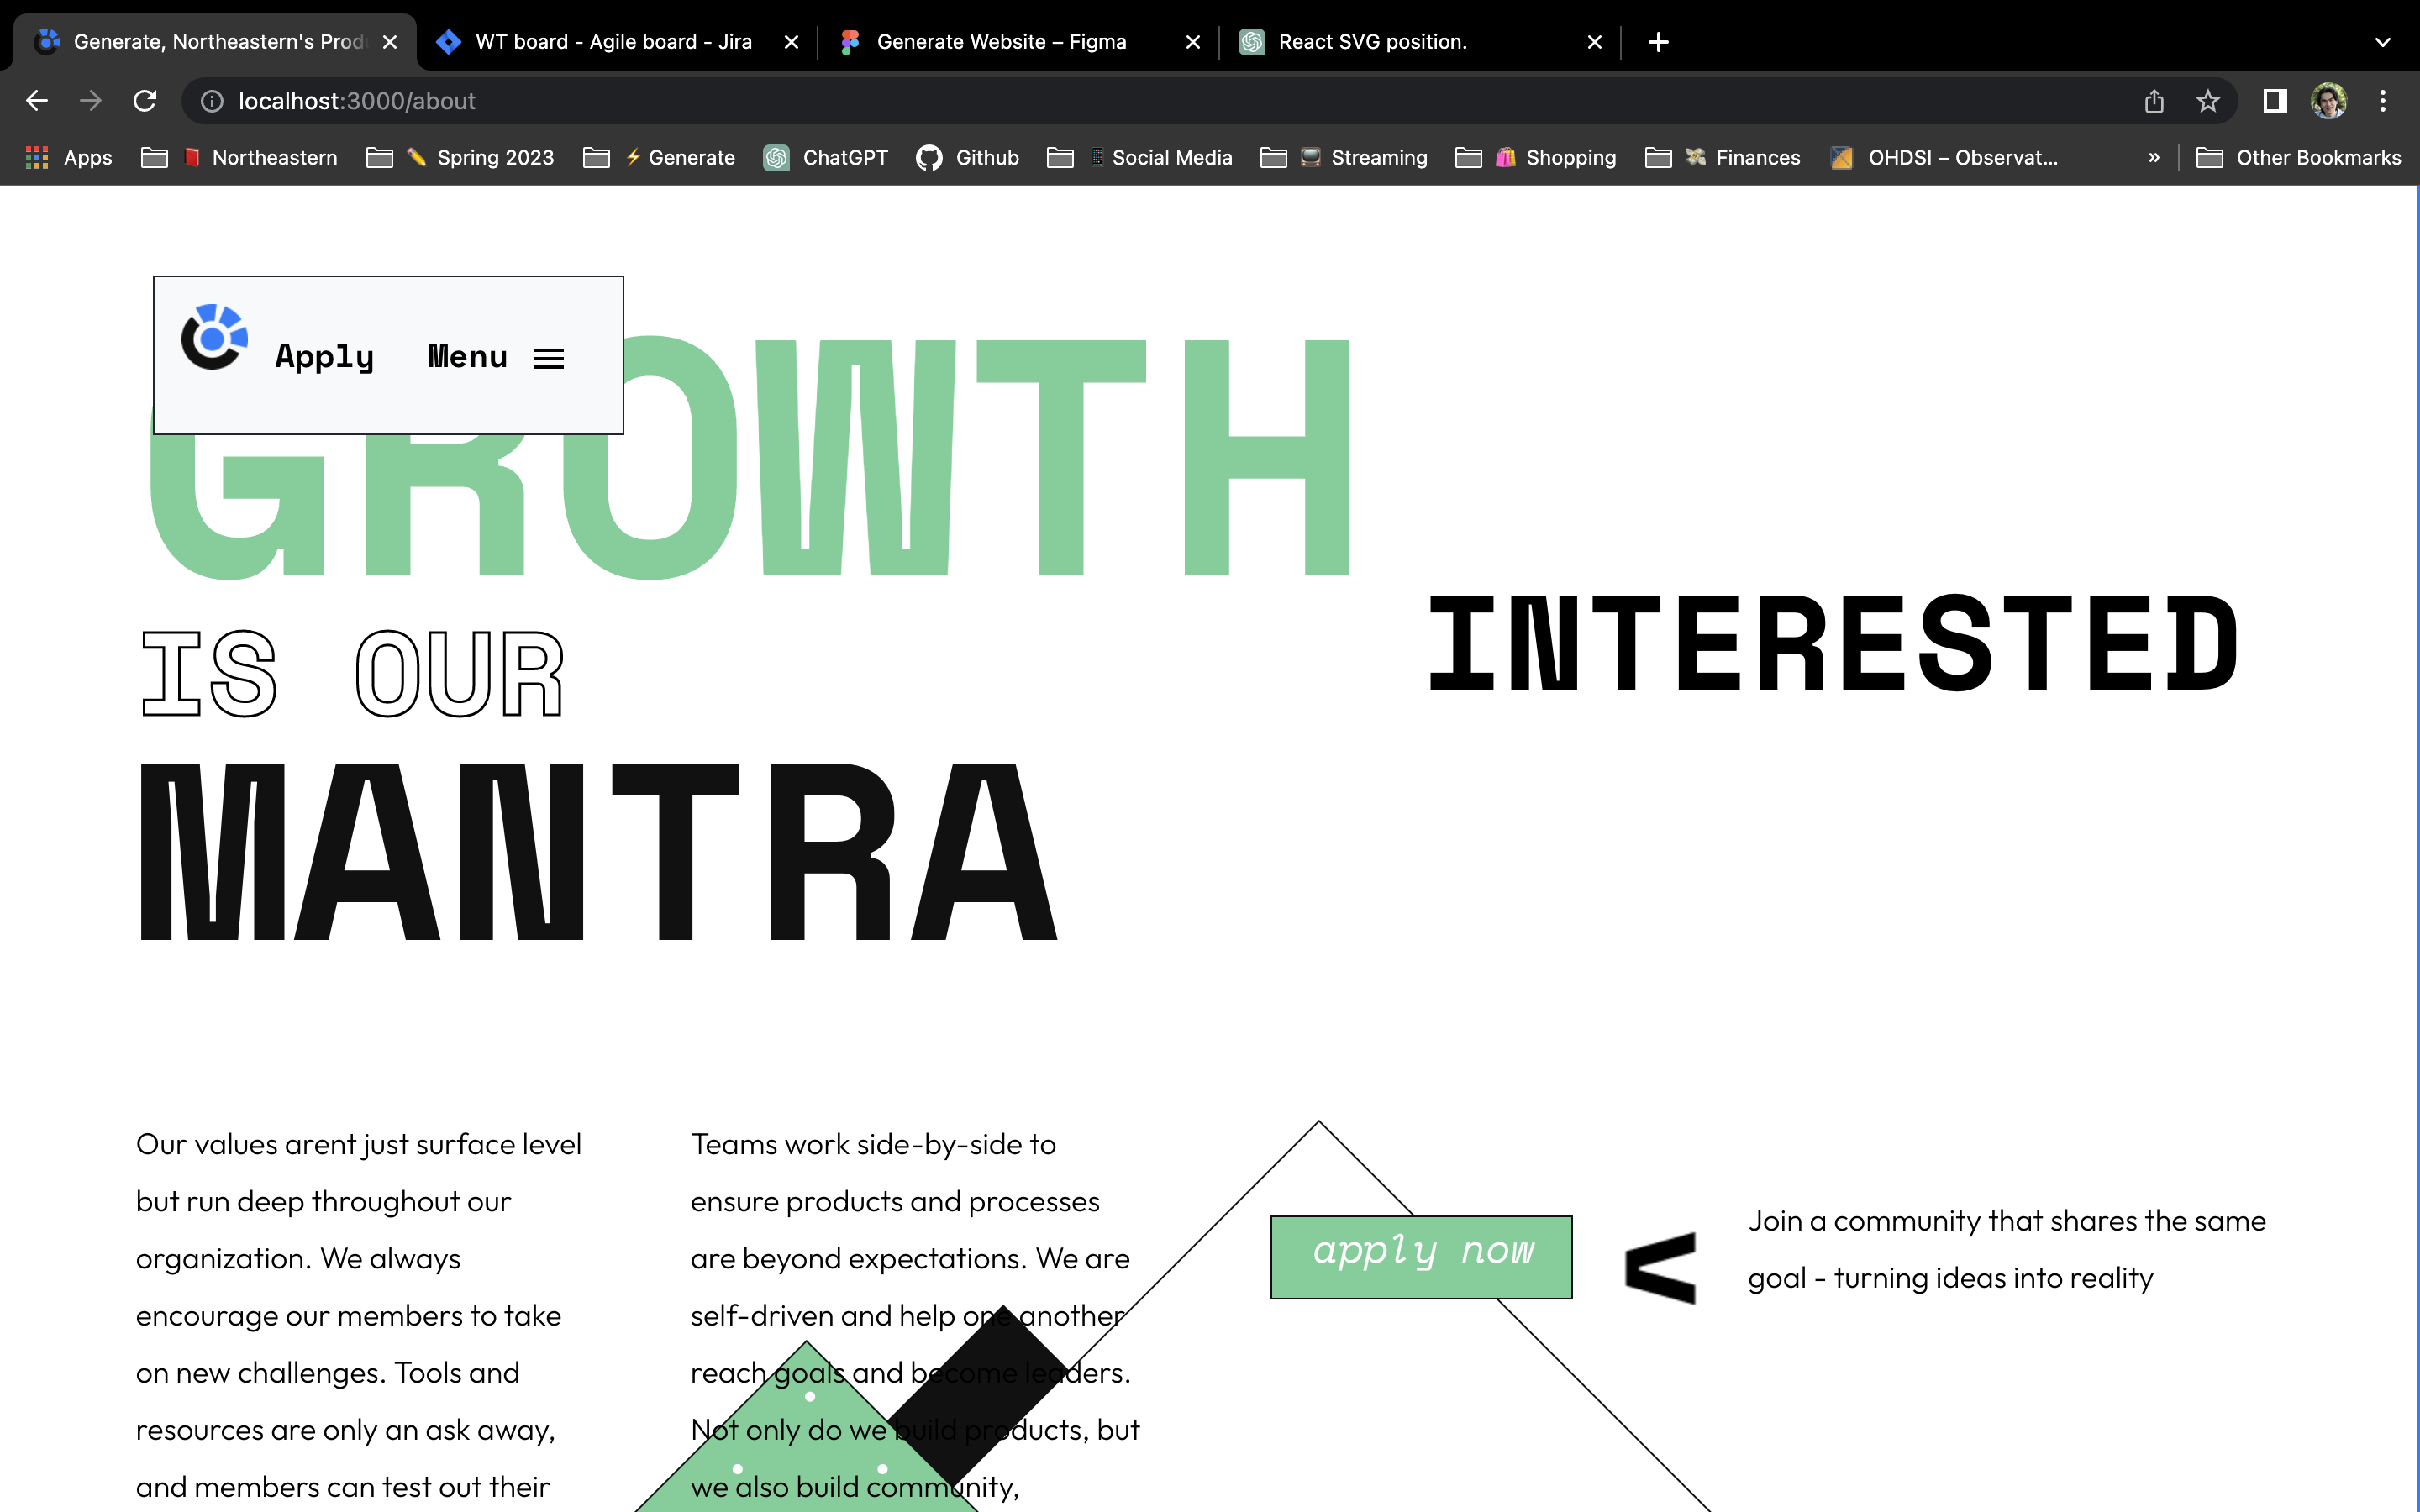 Generate, Northeastern's Prod
WT board - Agile board - Jira
Generate Website – Figma
React SVG position.
localhost:3000/about
Apps
Northeastern
Spring 2023
Generate
ChatGPT
Github
Social Media
Streaming
Shopping
Finances
OHDSI – Observat...
»
Other Bookmarks
Apply Menu
GROWTH
IS OUR
MANTRA
INTERESTED
Our values arent just surface level
but run deep throughout our
organization. We always
encourage our members to take
on new challenges. Tools and
resources are only an ask away,
and members can test out their
Teams work side-by-side to
ensure products and processes
are beyond expectations. We are
self-driven and help one another
reach goals and become leaders.
Not only do we build products, but
we also build community,
apply now
<
Join a community that shares the same
goal - turning ideas into reality